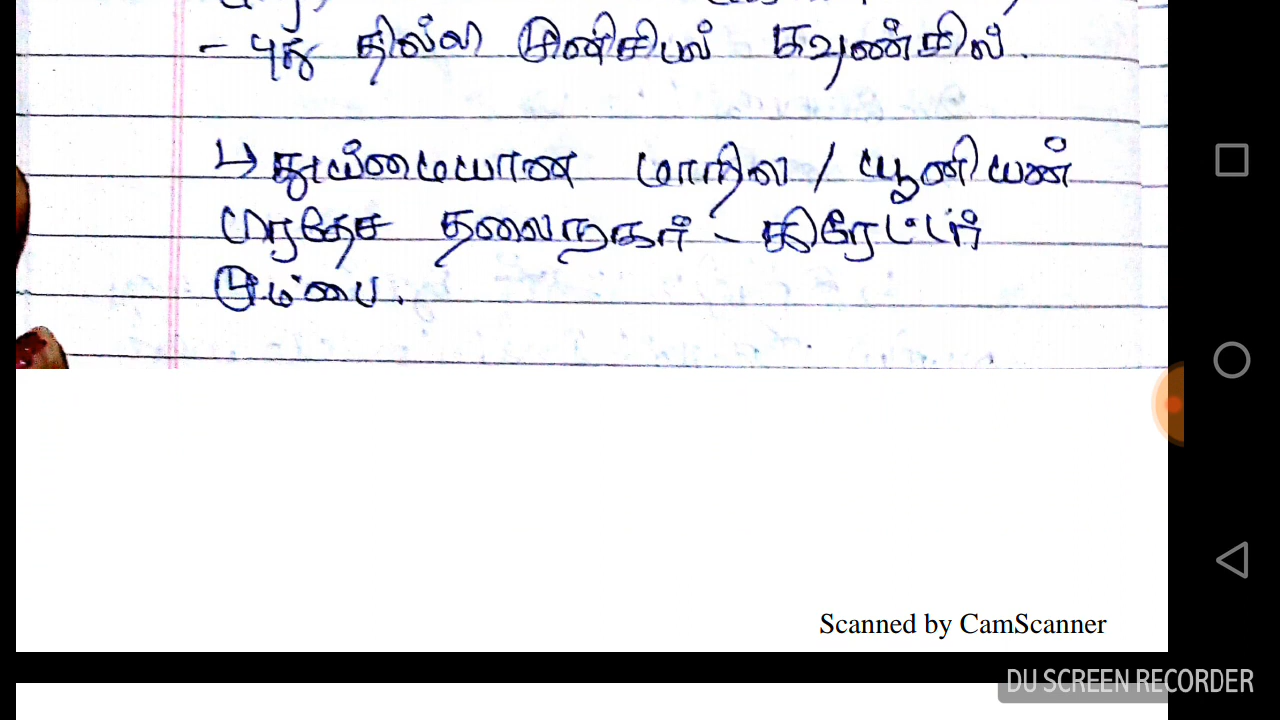 - புது தில்லி முனிசிபல் கவுண்சில்.
↳ தூய்மையான மாநில / யூனியன்
பிரதேச தலைநகர் - கிரேட்டர்
மும்பை.
Scanned by CamScanner
DU SCREEN RECORDER